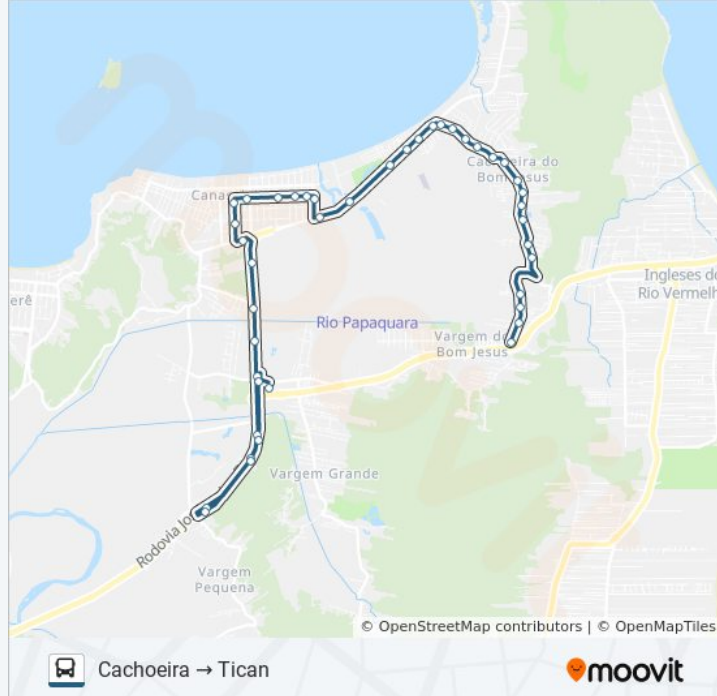 Cachoeira do
Bom Jesus
Canas
Ingleses do
Rio Vermelh
erê
Rio Papaquara
Vargem do
Bom Jesus
Vargem Grande
Rodovia Jo
Vargem
Pequena
© OpenStreetMap contributors | © OpenMapTiles
Cachoeira → Tican
moovit